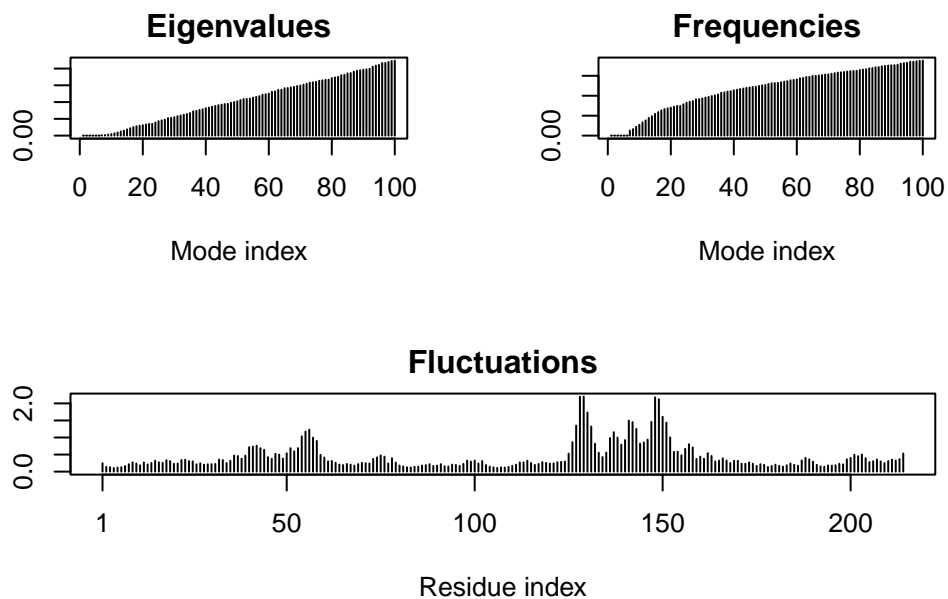 Eigenvalues
0.00
0 20 40 60 80 100
Mode index
Frequencies
0.00
0 20 40 60 80 100
Mode index
Fluctuations
0.0 2.0
1 50 100 150 200
Residue index